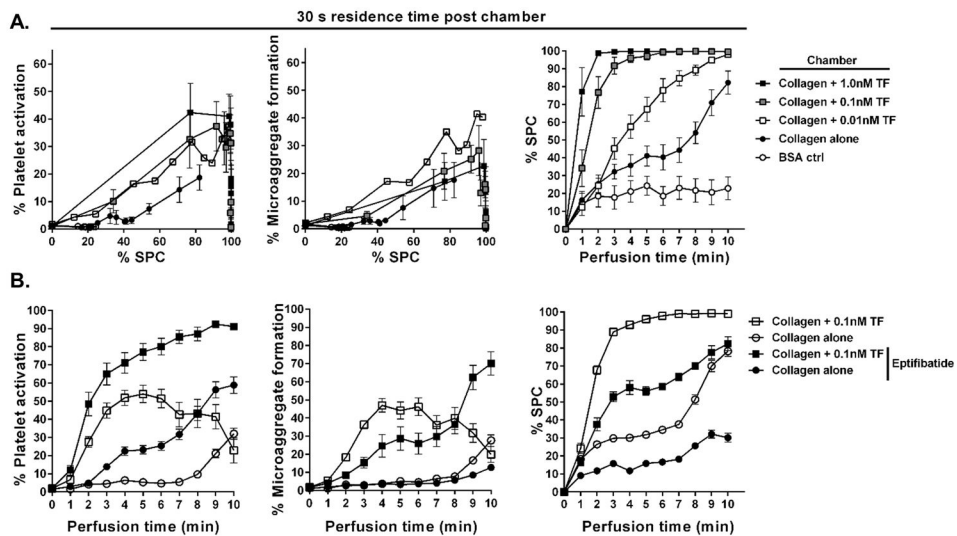 30 s residence time post chamber
A.
% Platelet activation
60
50
40
30
20
10
0
0 20 40 60 80 100
% SPC
% Microaggregate formation
60
50
40
30
20
10
0
0 20 40 60 80 100
% SPC
% SPC
100
90
80
70
60
50
40
30
20
10
0
0 1 2 3 4 5 6 7 8 9 10
Perfusion time (min)
Chamber
Collagen + 1.0nM TF
Collagen + 0.1nM TF
Collagen + 0.01nM TF
Collagen alone
BSA ctrl
B.
% Platelet activation
100
90
80
70
60
50
40
30
20
10
0
0 1 2 3 4 5 6 7 8 9 10
Perfusion time (min)
% Microaggregate formation
100
90
80
70
60
50
40
30
20
10
0
0 1 2 3 4 5 6 7 8 9 10
Perfusion time (min)
% SPC
100
90
80
70
60
50
40
30
20
10
0
0 1 2 3 4 5 6 7 8 9 10
Perfusion time (min)
Collagen + 0.1nM TF
Collagen alone
Collagen + 0.1nM TF
Collagen alone
Eptifibatide